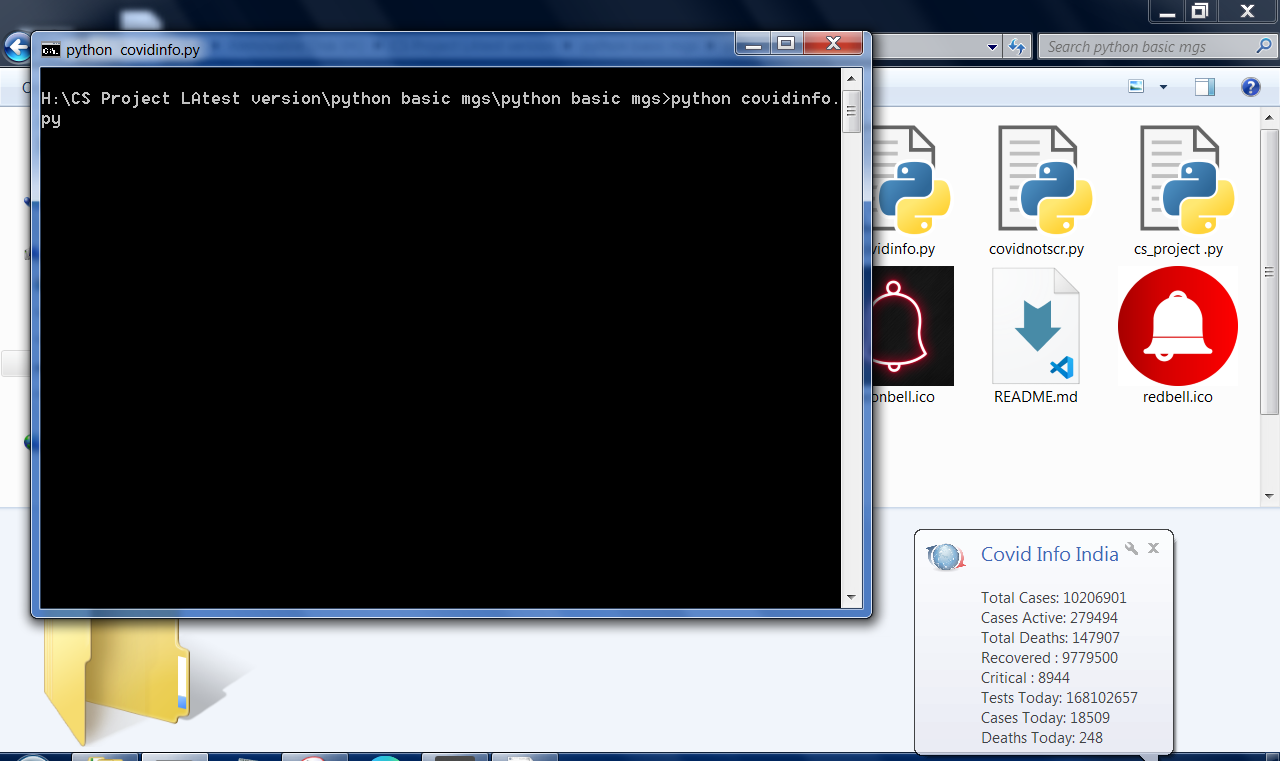 python  covidinfo.py
H:\CS Project LAtest version\python basic mgs\python basic mgs>python covidinfo.
py
Search python basic mgs
vidinfo.py
covidnotscr.py
cs_project .py
onbell.ico
README.md
redbell.ico
Covid Info India
Total Cases: 10206901
Cases Active: 279494
Total Deaths: 147907
Recovered : 9779500
Critical : 8944
Tests Today: 168102657
Cases Today: 18509
Deaths Today: 248